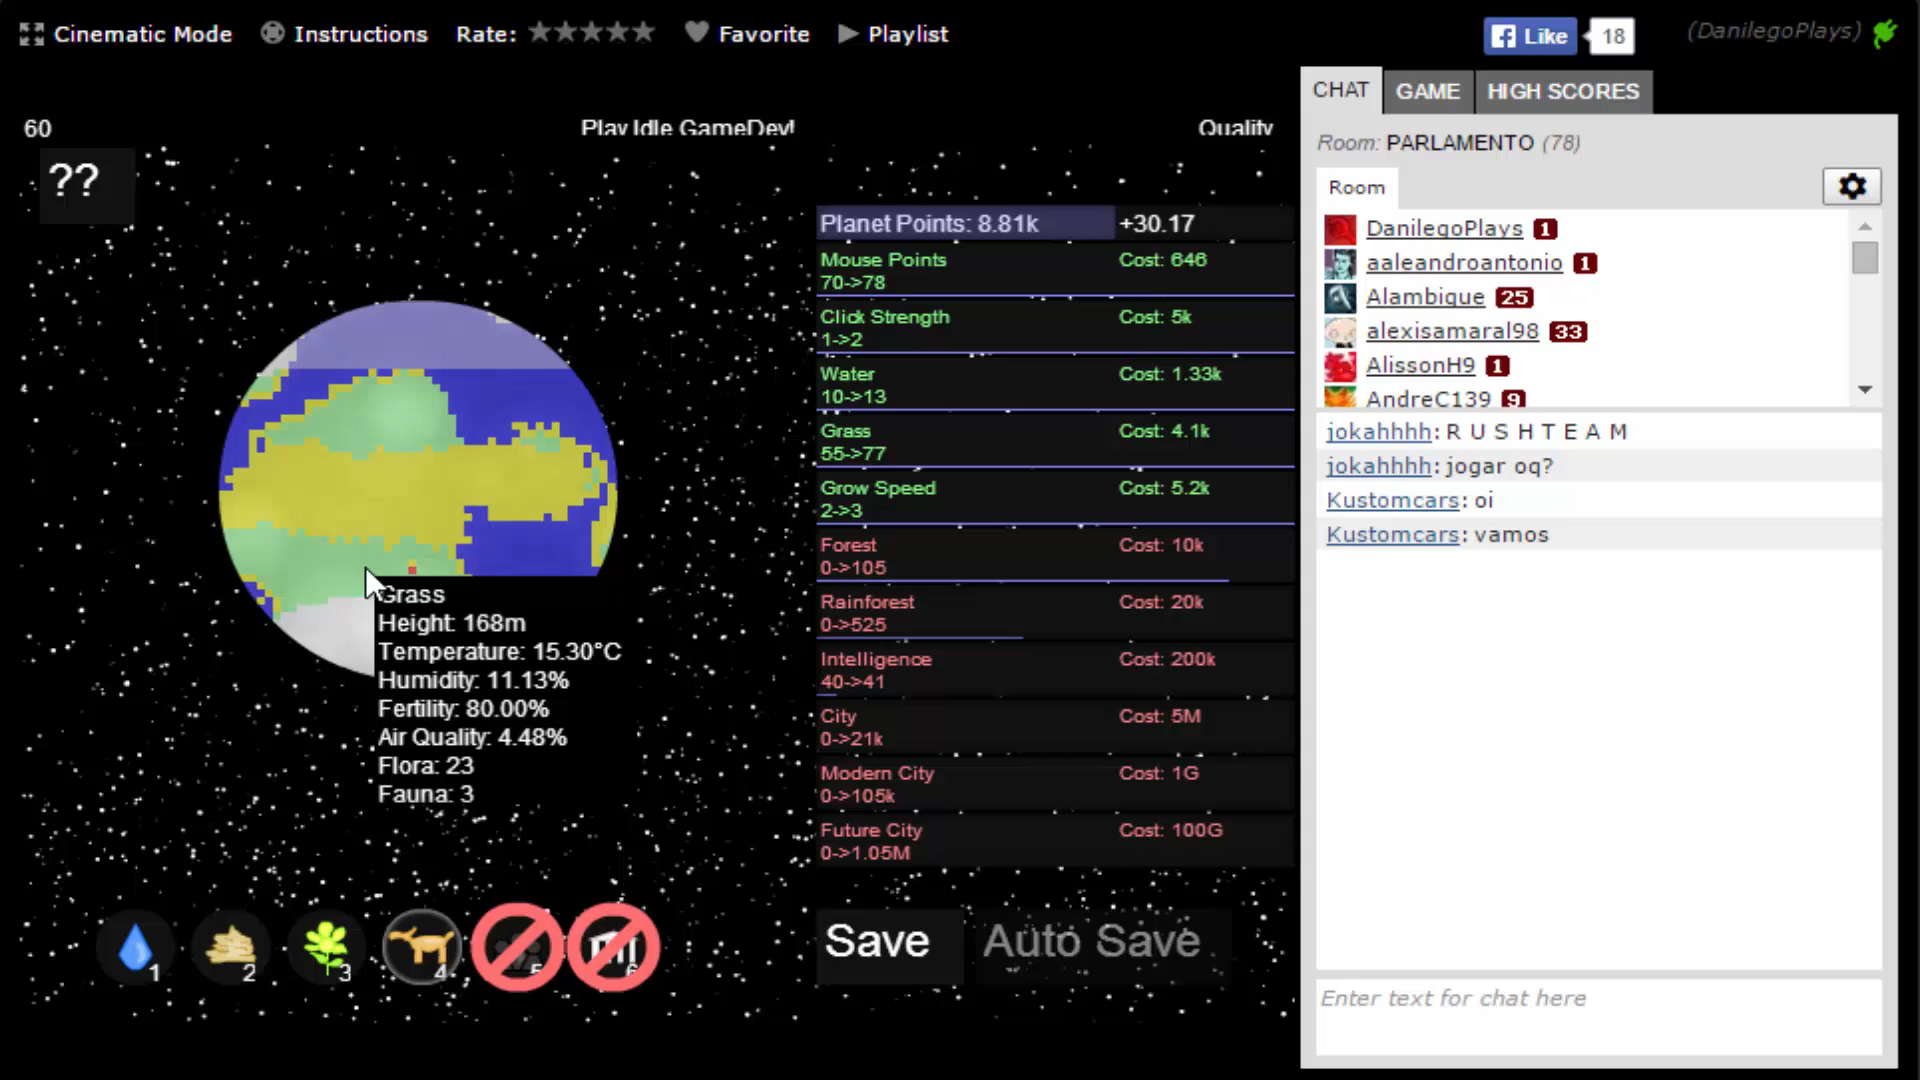 Cinematic Mode Instructions Rate: Favorite Playlist
Like 18 (DanilegoPlays)
CHAT GAME HIGH SCORES
60 Play Idle GameDev! Quality
??
Room: PARLAMENTO (78)
Room
DanilegoPlays 1
aaleandroantonio 1
Alambique 25
alexisamaral98 33
AlissonH9 1
AndreC139 9
jokahhhh: R U S H T E A M
jokahhhh: jogar oq?
Kustomcars: oi
Kustomcars: vamos
Enter text for chat here
Planet Points: 8.81k +30.17
Mouse Points Cost: 646
70->78
Click Strength Cost: 5k
1->2
Water Cost: 1.33k
10->13
Grass Cost: 4.1k
55->77
Grow Speed Cost: 5.2k
2->3
Forest Cost: 10k
0->105
Rainforest Cost: 20k
0->525
Intelligence Cost: 200k
40->41
City Cost: 5M
0->21k
Modern City Cost: 1G
0->105k
Future City Cost: 100G
0->1.05M
Grass
Height: 168m
Temperature: 15.30°C
Humidity: 11.13%
Fertility: 80.00%
Air Quality: 4.48%
Flora: 23
Fauna: 3
1 2 3 4 5 6
Save Auto Save